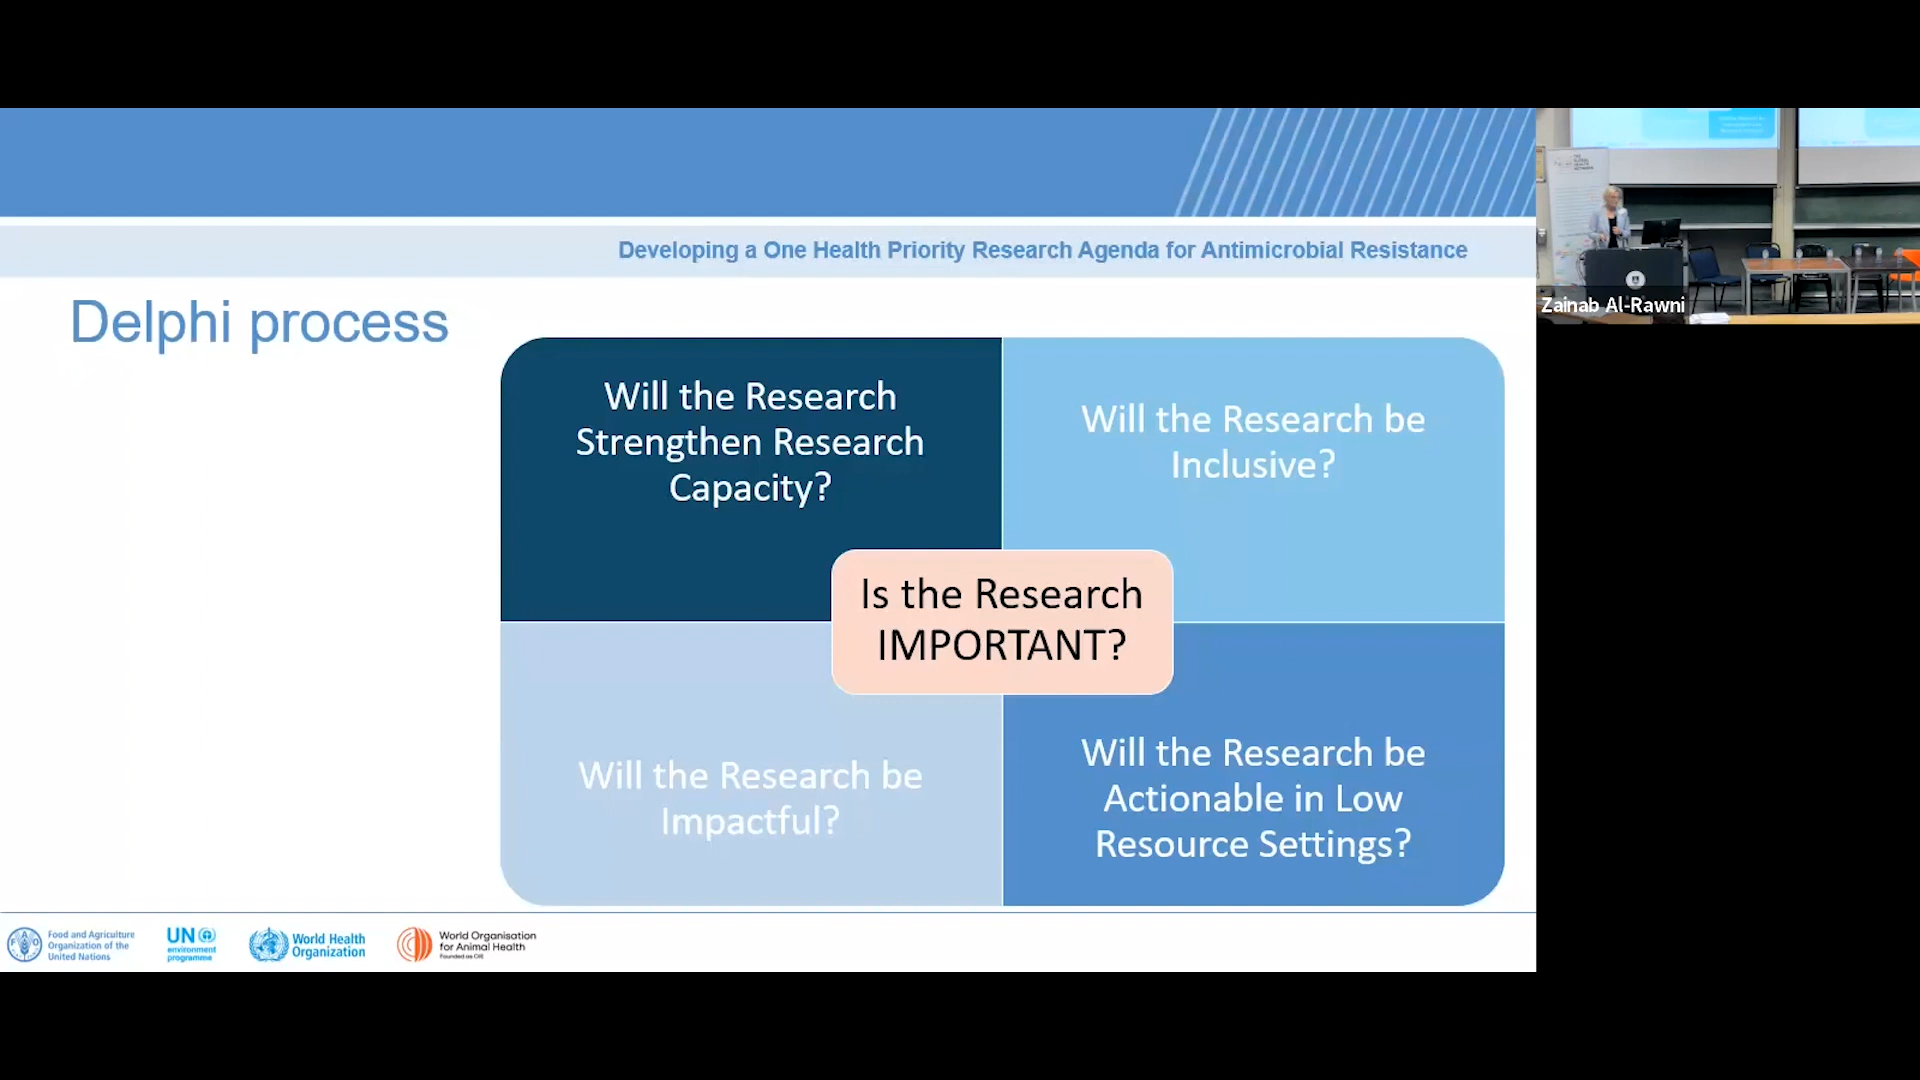 Developing a One Health Priority Research Agenda for Antimicrobial Resistance
Delphi process
Will the Research
Strengthen Research
Capacity?
Will the Research be
Inclusive?
Is the Research
IMPORTANT?
Will the Research be
Impactful?
Will the Research be
Actionable in Low
Resource Settings?
Food and Agriculture
Organization of the
United Nations
UN
environment
programme
World Health
Organization
World Organisation
for Animal Health
Founded as OIE
Zainab Al-Rawni